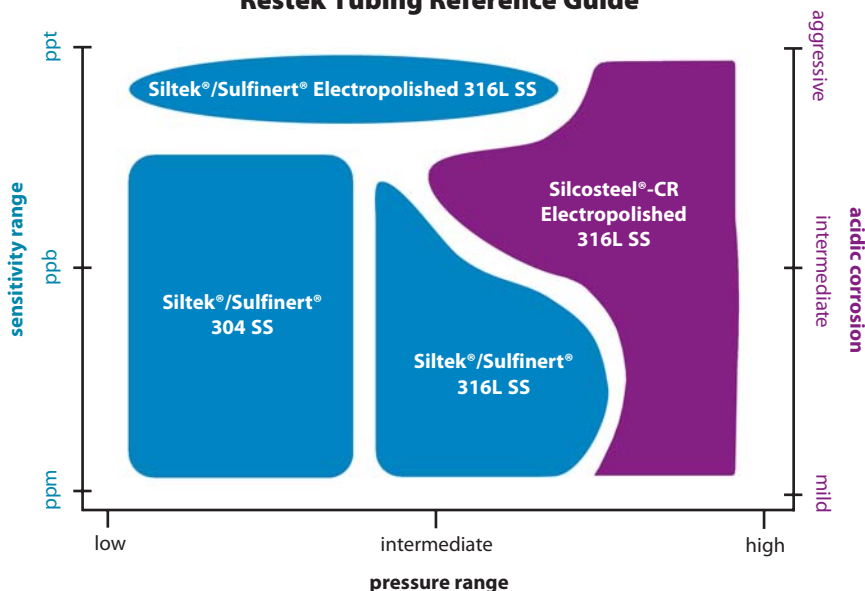 Restek Tubing Reference Guide
ppt
aggressive
Siltek®/Sulfinert® Electropolished 316L SS
Silcosteel®-CR
Electropolished
316L SS
sensitivity range
ppb
intermediate
acidic corrosion
Siltek®/Sulfinert®
304 SS
Siltek®/Sulfinert®
316L SS
ppm
mild
low
intermediate
high
pressure range